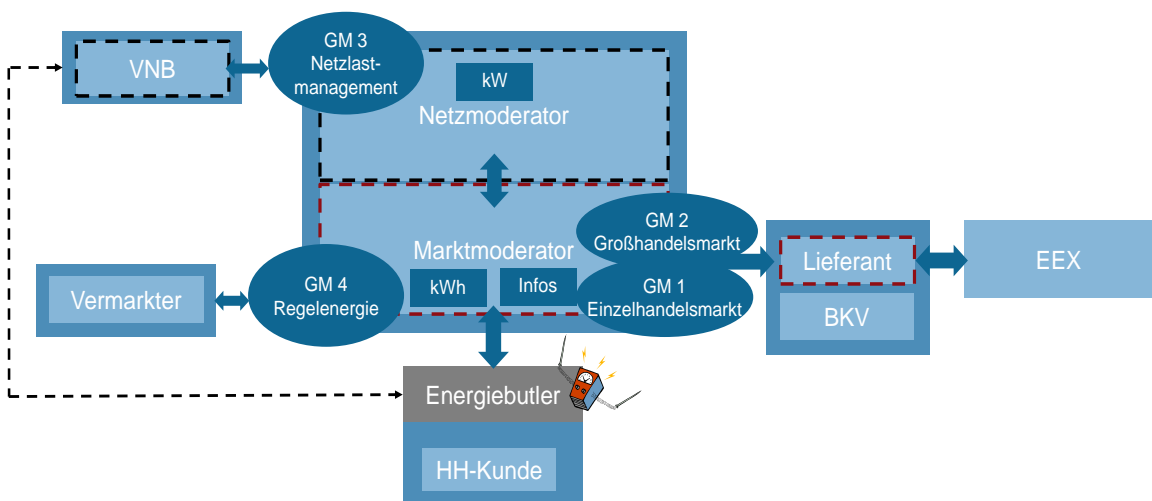 GM 3
Netzlast-
management
VNB
kW
Netzmoderator
GM 2
Großhandelsmarkt
Marktmoderator
Lieferant
EEX
GM 4
Regelenergie
kWh
Infos
GM 1
Einzelhandelsmarkt
Vermarkter
BKV
Energiebutler
HH-Kunde